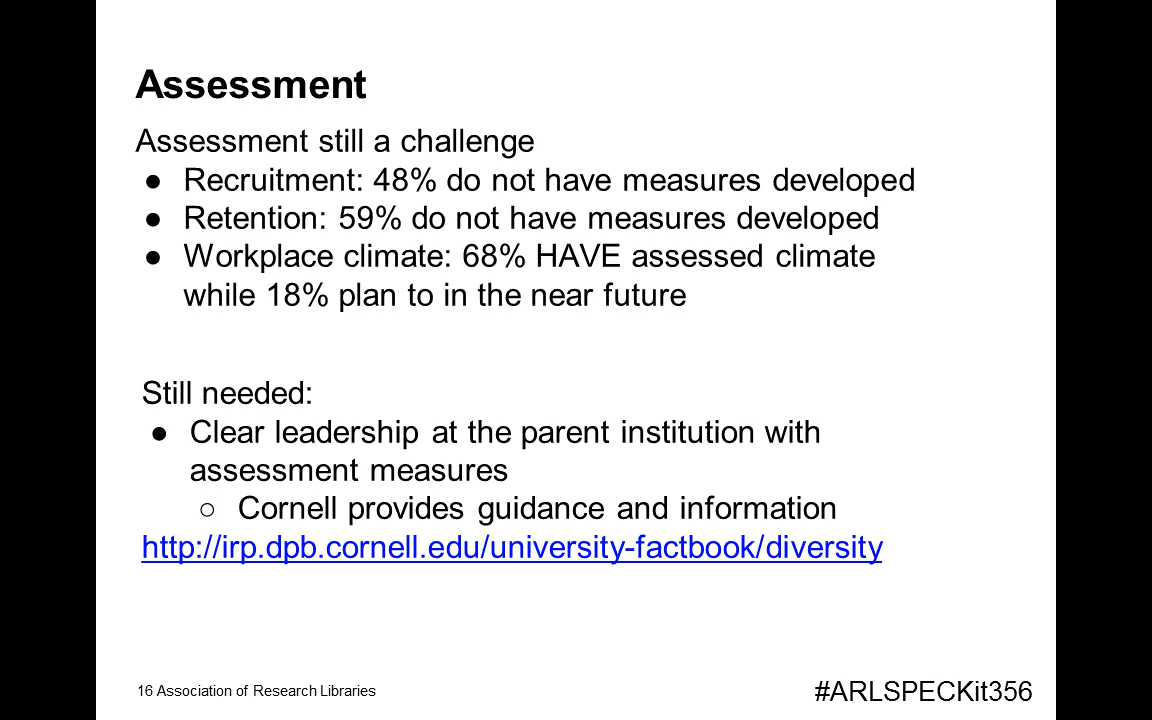 Assessment
Assessment still a challenge
● Recruitment: 48% do not have measures developed
● Retention: 59% do not have measures developed
● Workplace climate: 68% HAVE assessed climate
while 18% plan to in the near future
Still needed:
● Clear leadership at the parent institution with
assessment measures
○ Cornell provides guidance and information
http://irp.dpb.cornell.edu/university-factbook/diversity
16 Association of Research Libraries
#ARLSPECKit356